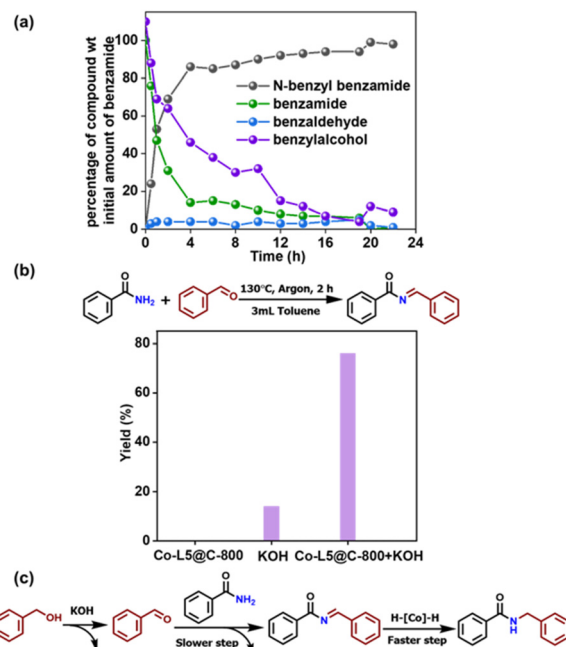 (a)
percentage of compound wt
initial amount of benzamide
100
80
60
40
20
0
N-benzyl benzamide
benzamide
benzaldehyde
benzylalcohol
0 4 8 12 16 20 24
Time (h)
(b)
O
NH₂
+
O
130°C, Argon, 2 h
3mL Toluene
O
N
Yield (%)
80
60
40
20
0
Co-L5@C-800 KOH Co-L5@C-800+KOH
(c)
OH
KOH
O
O
NH₂
Slower step
O
N
H-[Co]-H
Faster step
O
N
H